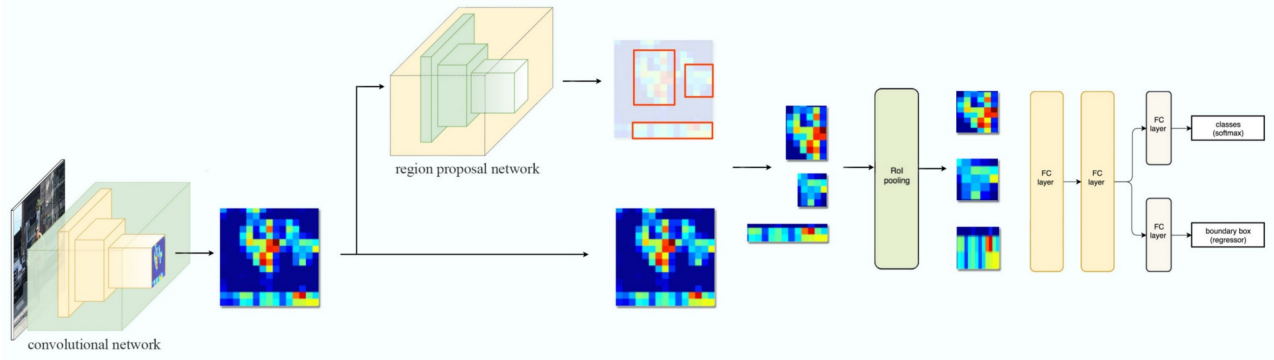 region proposal network
convolutional network
RoI
pooling
FC
layer
FC
layer
FC
layer
classes
(softmax)
FC
layer
boundary box
(regressor)